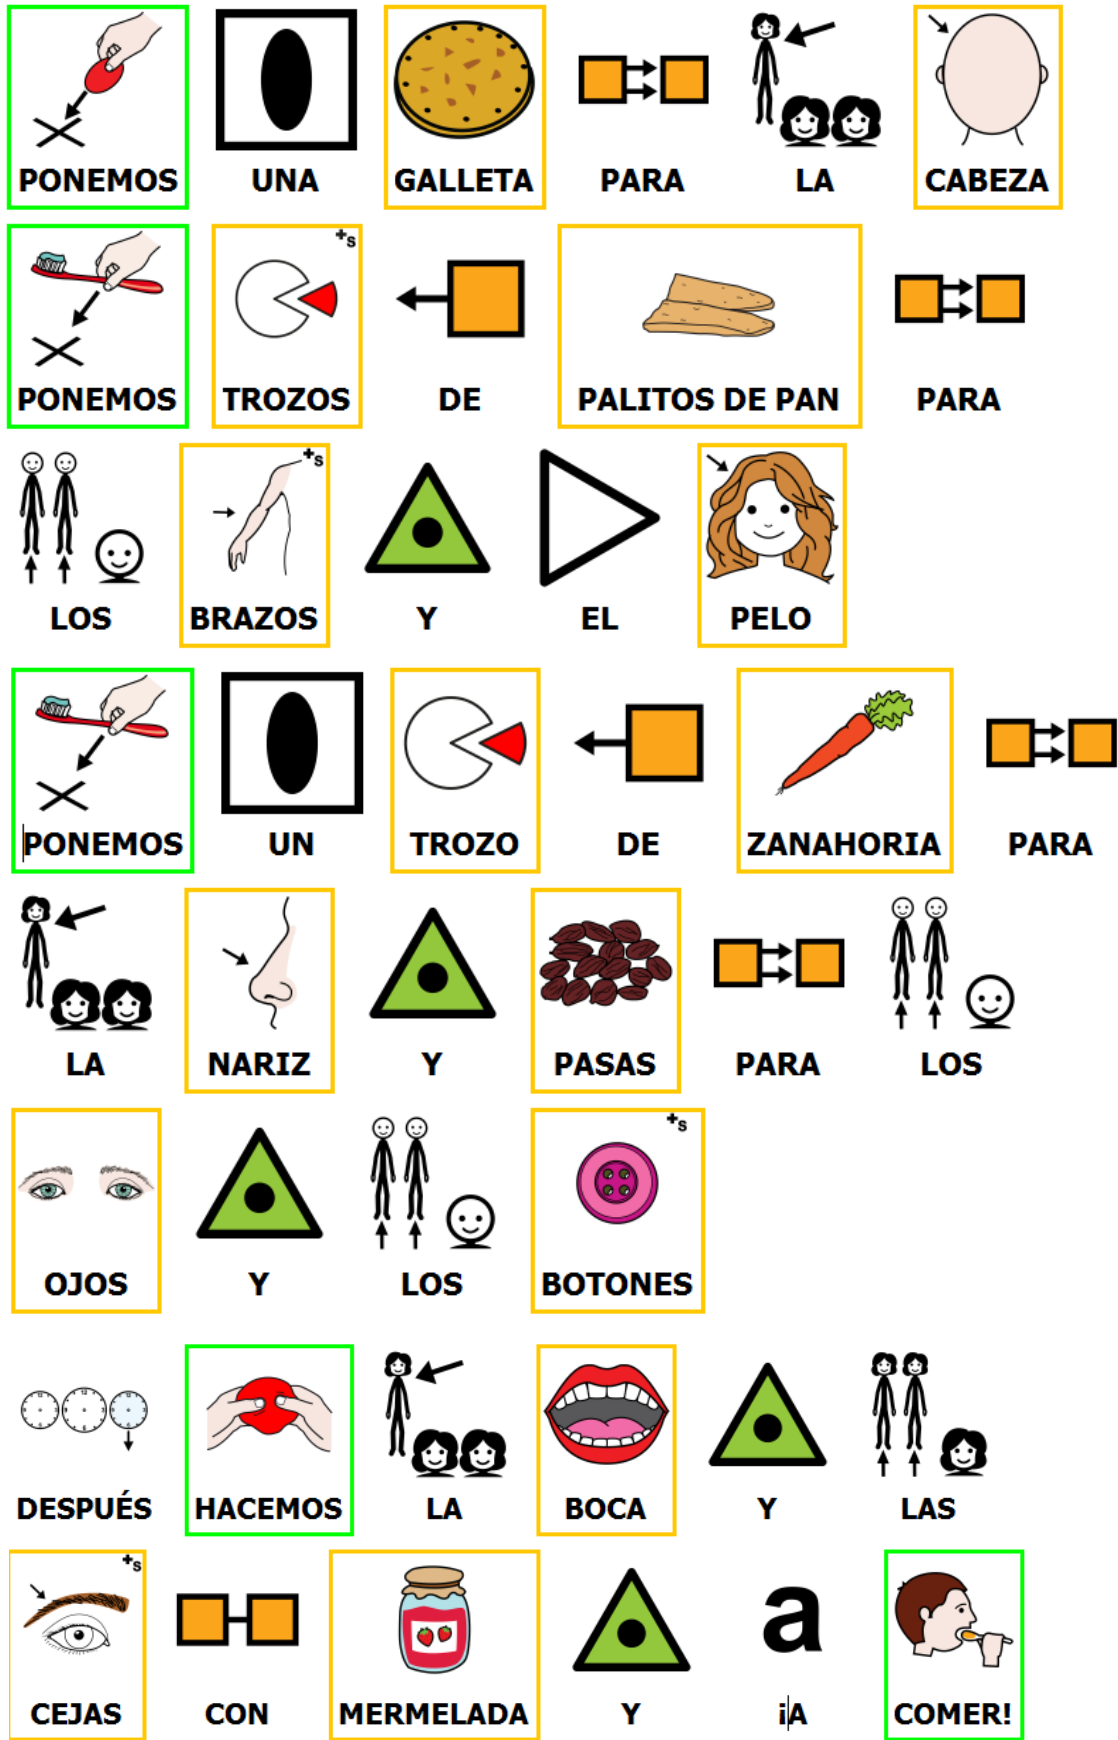 PONEMOS UNA GALLETA PARA LA CABEZA
+s
PONEMOS TROZOS DE PALITOS DE PAN PARA
+s
LOS BRAZOS Y EL PELO
PONEMOS UN TROZO DE ZANAHORIA PARA
LA NARIZ Y PASAS PARA LOS
+s
OJOS Y LOS BOTONES
DESPUÉS HACEMOS LA BOCA Y LAS
+s
a
CEJAS CON MERMELADA Y ¡A COMER!